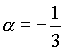 α = −1/3